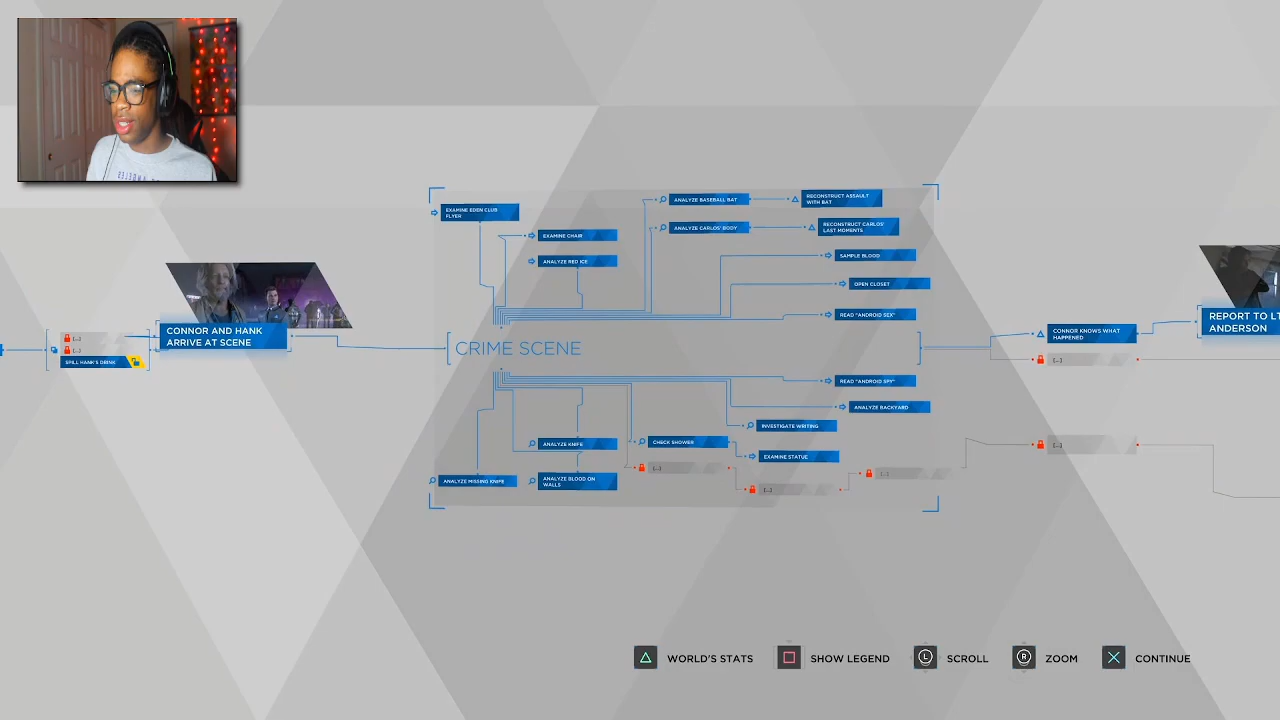 EXAMINE EDEN CLUB
FLYER
EXAMINE CHAIR
ANALYZE RED ICE
ANALYZE BASEBALL BAT
RECONSTRUCT ASSAULT
WITH BAT
ANALYZE CARLOS' BODY
RECONSTRUCT CARLOS'
LAST MOMENTS
SAMPLE BLOOD
OPEN CLOSET
READ "ANDROID SEX"
[...]
[...]
SPILL HANK'S DRINK
CONNOR AND HANK
ARRIVE AT SCENE
CRIME SCENE
CONNOR KNOWS WHAT
HAPPENED
[...]
REPORT TO LT
ANDERSON
READ "ANDROID SPY"
ANALYZE BACKYARD
INVESTIGATE WRITING
ANALYZE KNIFE
CHECK SHOWER
EXAMINE STATUE
[...]
[...]
[...]
[...]
ANALYZE MISSING KNIFE
ANALYZE BLOOD ON
WALLS
WORLD'S STATS
SHOW LEGEND
L
SCROLL
R
ZOOM
CONTINUE